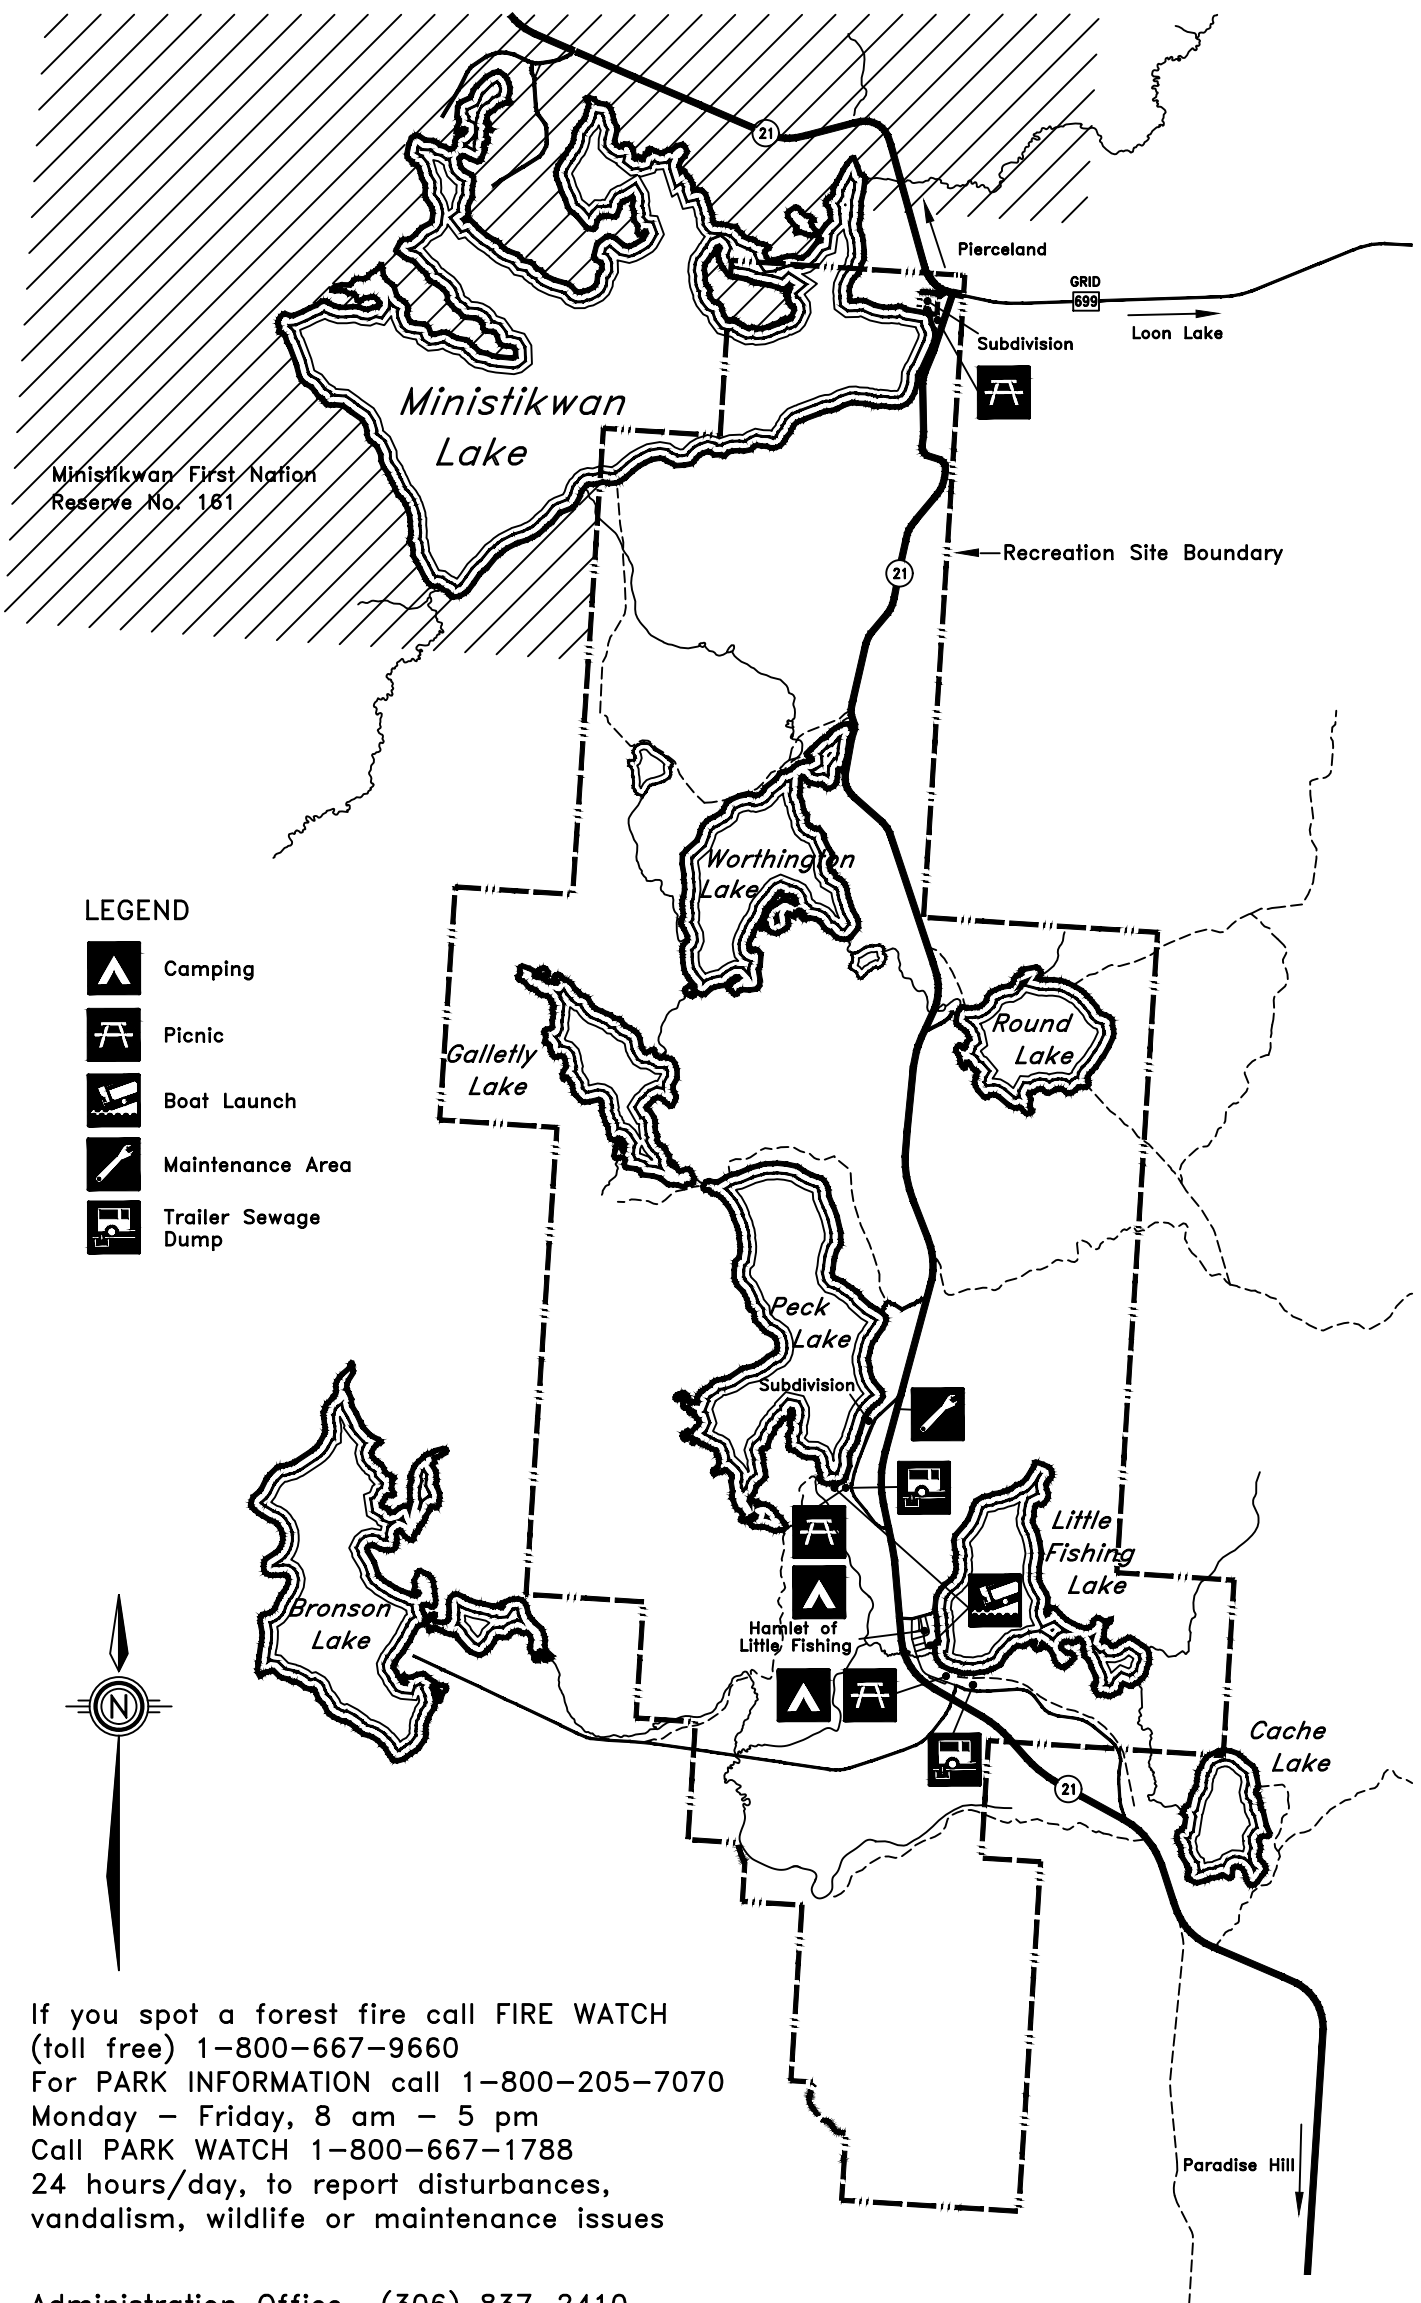 21
Pierceland
GRID
699
Loon Lake
Subdivision
Ministikwan
Lake
Ministikwan First Nation
Reserve No. 161
Recreation Site Boundary
21
Worthington
Lake
LEGEND
Camping
Picnic
Boat Launch
Maintenance Area
Trailer Sewage
Dump
Galletly
Lake
Round
Lake
Peck
Lake
Subdivision
Little
Fishing
Lake
Bronson
Lake
Hamlet of
Little Fishing
N
Cache
Lake
21
If you spot a forest fire call FIRE WATCH
(toll free) 1-800-667-9660
For PARK INFORMATION call 1-800-205-7070
Monday - Friday, 8 am - 5 pm
Call PARK WATCH 1-800-667-1788
24 hours/day, to report disturbances,
vandalism, wildlife or maintenance issues
Paradise Hill
Administration Office (306) 837-2410